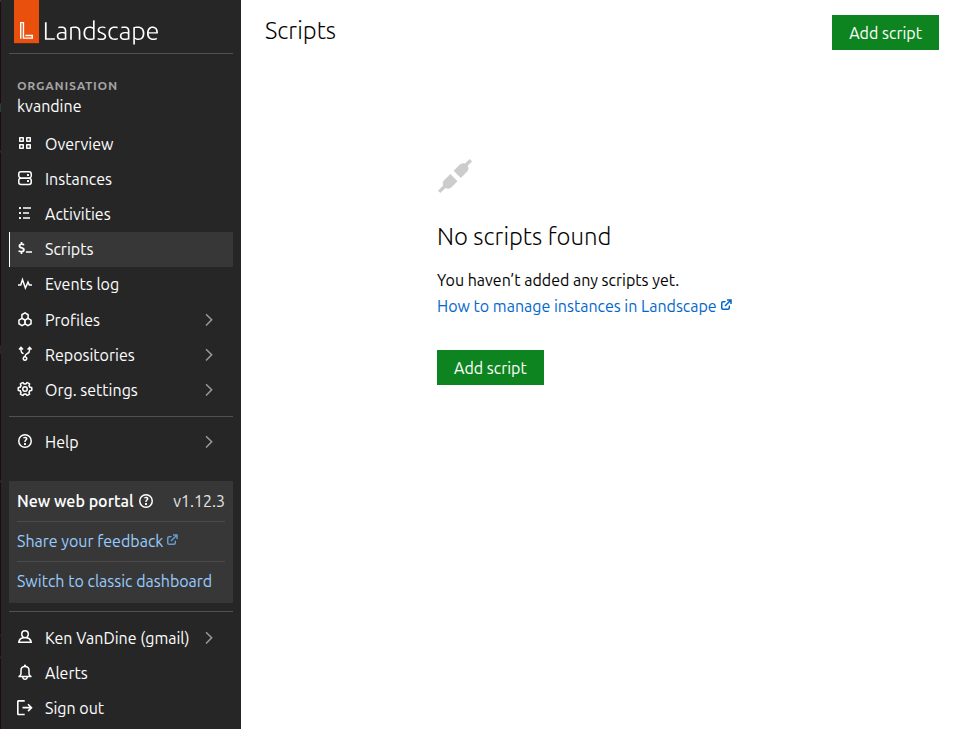 Landscape
ORGANISATION
kvandine
Overview
Instances
Activities
$_ Scripts
Events log
Profiles
Repositories
Org. settings
Help
New web portal v1.12.3
Share your feedback
Switch to classic dashboard
Ken VanDine (gmail)
Alerts
Sign out
Scripts
Add script
No scripts found
You haven’t added any scripts yet.
How to manage instances in Landscape
Add script